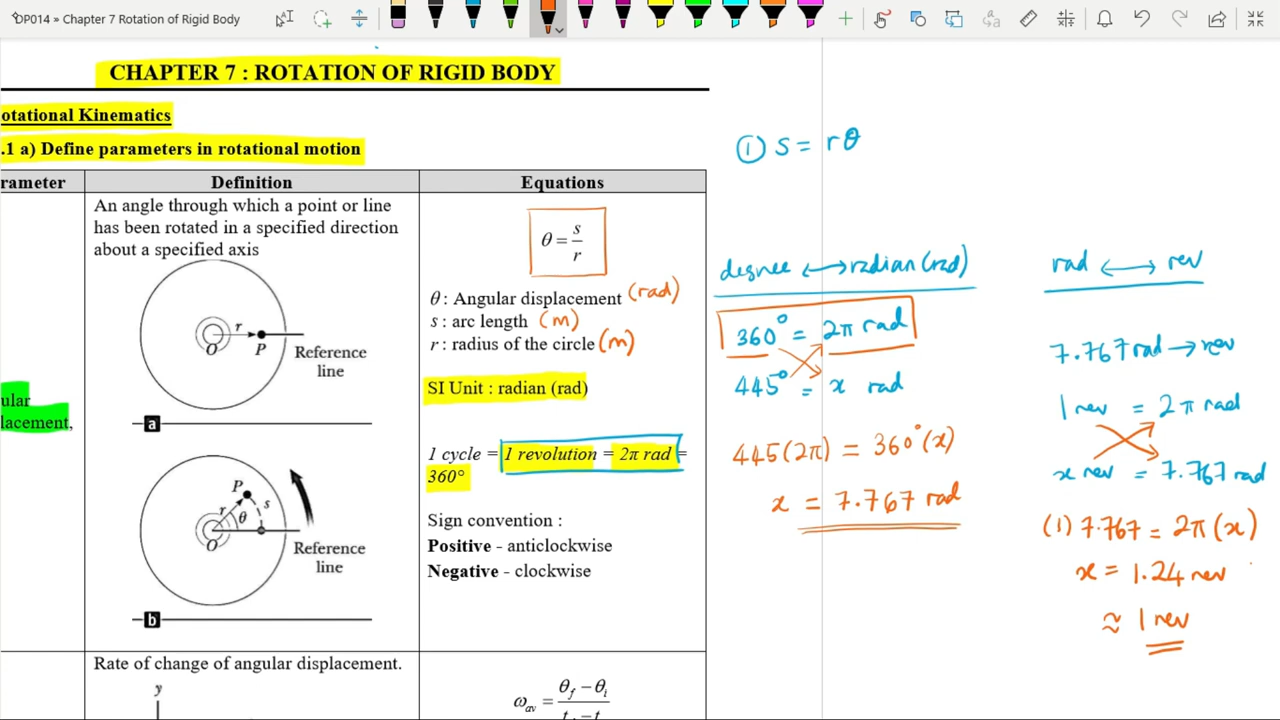 DP014 » Chapter 7 Rotation of Rigid Body
CHAPTER 7 : ROTATION OF RIGID BODY
otational Kinematics
.1 a) Define parameters in rotational motion
rameter
Definition
Equations
ular
lacement,
An angle through which a point or line
has been rotated in a specified direction
about a specified axis
r
O
P
Reference
line
a
P
r
s
θ
O
Reference
line
b
θ = s/r
θ : Angular displacement (rad)
s : arc length (m)
r : radius of the circle (m)
SI Unit : radian (rad)
1 cycle = 1 revolution = 2π rad =
360°
Sign convention :
Positive - anticlockwise
Negative - clockwise
Rate of change of angular displacement.
y
① s = rθ
degree ⟷ radian (rad)
360° = 2π rad
445° = x rad
445(2π) = 360°(x)
x = 7.767 rad
rad ⟷ rev
7.767 rad → rev
1 rev = 2π rad
x rev = 7.767 rad
(1) 7.767 = 2π(x)
x = 1.24 rev
≈ 1 rev